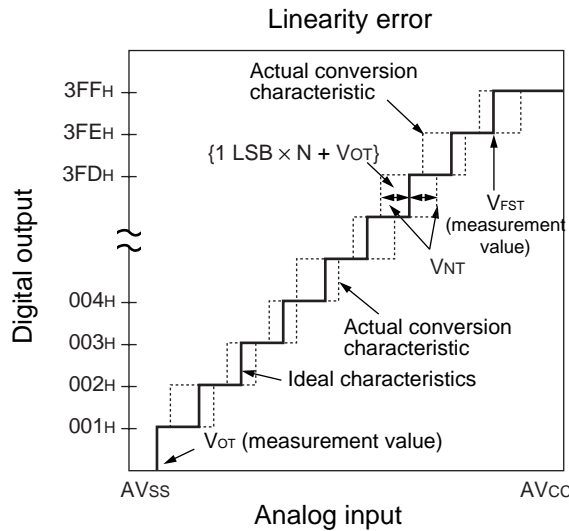 Linearity error
Actual conversion
characteristic
3FFH
3FEH
3FDH
{1 LSB × N + VOT}
VFST
(measurement
value)
VNT
Digital output
004H
003H
002H
001H
Actual conversion
characteristic
Ideal characteristics
VOT (measurement value)
AVSS
AVCC
Analog input